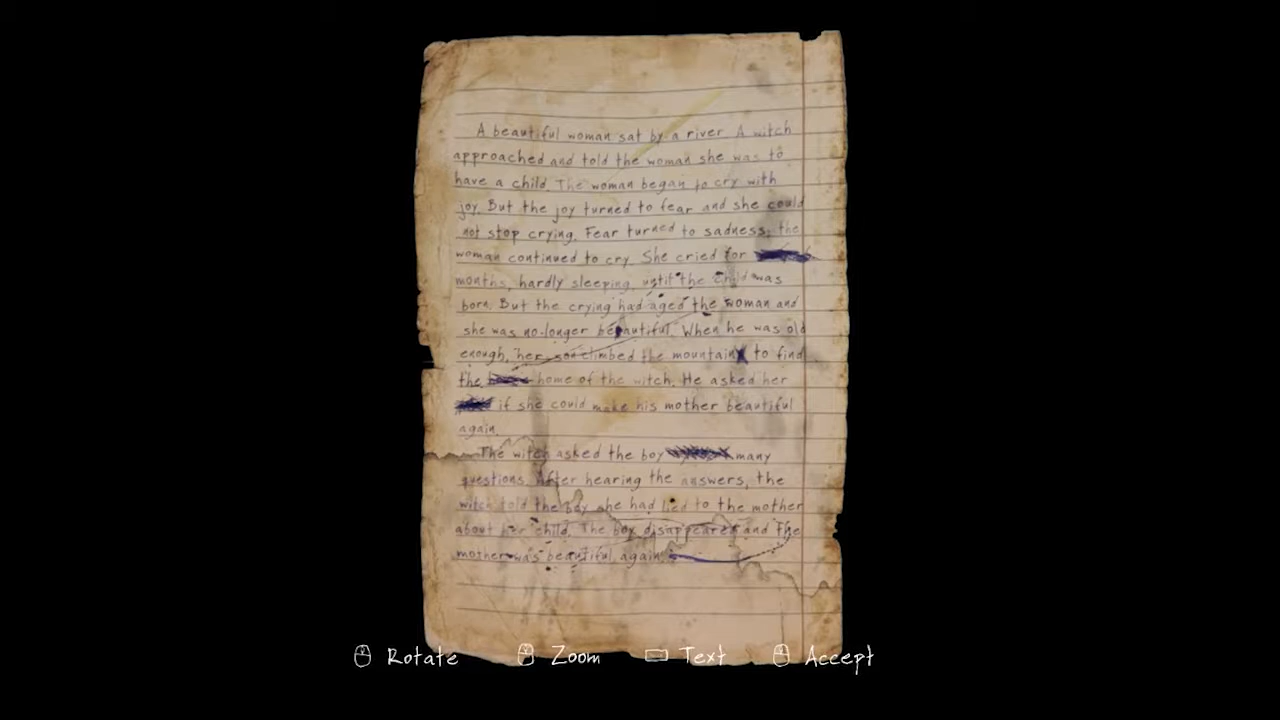 A beautiful woman sat by a river A witch
approached and told the woman she was to
have a child. The woman began to cry with
joy. But the joy turned to fear and she could
not stop crying. Fear turned to sadness; the
woman continued to cry. She cried for
months, hardly sleeping, until the child was
born. But the crying had aged the woman and
she was no-longer beautiful. When he was old
enough, her son climbed the mountain to find
the home of the witch. He asked her
if she could make his mother beautiful
again.
The witch asked the boy many
questions. After hearing the answers, the
witch told the boy she had lied to the mother
about her child. The boy disappeared and the
mother was beautiful again.
Rotate Zoom Text Accept